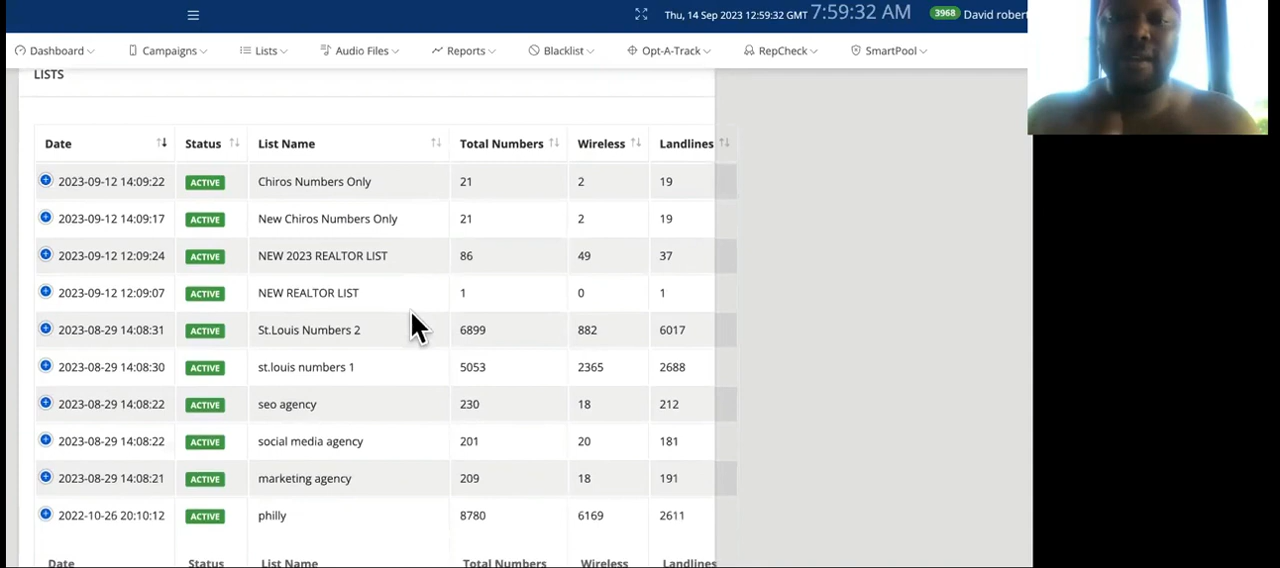 Thu, 14 Sep 2023 12:59:32 GMT 7:59:32 AM 3968 David robert
Dashboard Campaigns Lists Audio Files Reports Blacklist Opt-A-Track RepCheck SmartPool
LISTS
Date Status List Name Total Numbers Wireless Landlines
2023-09-12 14:09:22 ACTIVE Chiros Numbers Only 21 2 19
2023-09-12 14:09:17 ACTIVE New Chiros Numbers Only 21 2 19
2023-09-12 12:09:24 ACTIVE NEW 2023 REALTOR LIST 86 49 37
2023-09-12 12:09:07 ACTIVE NEW REALTOR LIST 1 0 1
2023-08-29 14:08:31 ACTIVE St.Louis Numbers 2 6899 882 6017
2023-08-29 14:08:30 ACTIVE st.louis numbers 1 5053 2365 2688
2023-08-29 14:08:22 ACTIVE seo agency 230 18 212
2023-08-29 14:08:22 ACTIVE social media agency 201 20 181
2023-08-29 14:08:21 ACTIVE marketing agency 209 18 191
2022-10-26 20:10:12 ACTIVE philly 8780 6169 2611
Date Status List Name Total Numbers Wireless Landlines